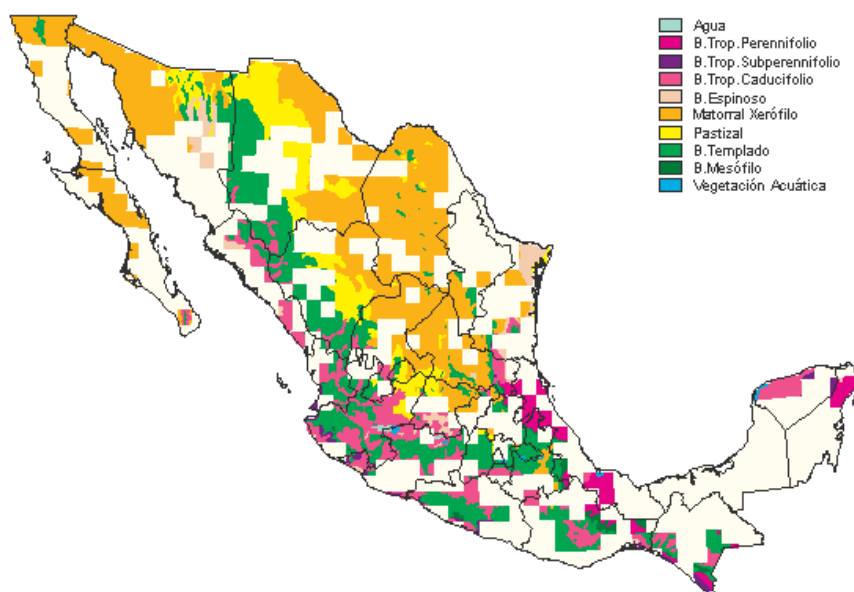 Agua
B.Trop.Perennifolio
B.Trop.Subperennifolio
B.Trop.Caducifolio
B.Espinoso
Matorral Xerófilo
Pastizal
B.Templado
B.Mesófilo
Vegetación Acuática